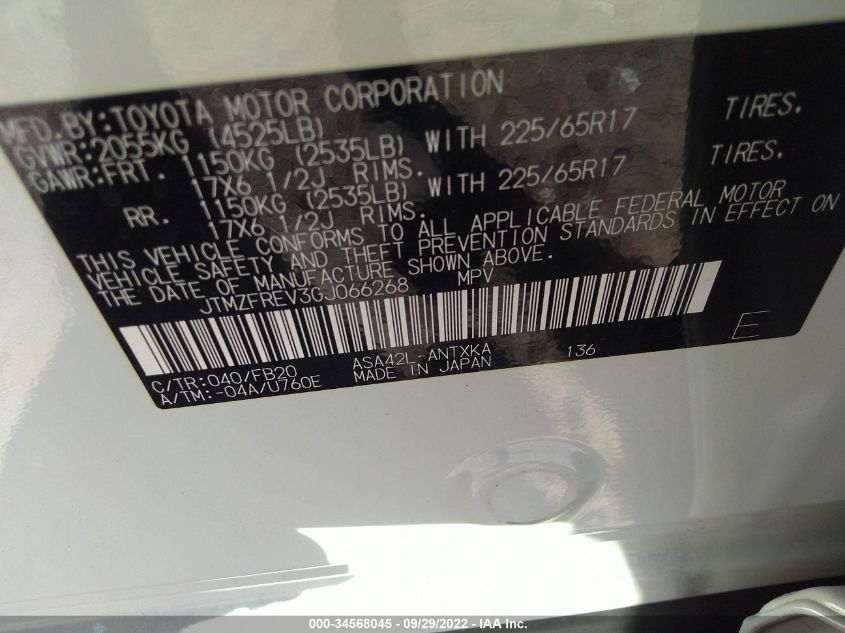 MFD.BY:TOYOTA MOTOR CORPORATION
GVWR:2055KG (4525LB)
GAWR:FRT. 1150KG (2535LB) WITH 225/65R17 TIRES.
17X6 1/2J RIMS.
RR. 1150KG (2535LB) WITH 225/65R17 TIRES.
17X6 1/2J RIMS.
THIS VEHICLE CONFORMS TO ALL APPLICABLE FEDERAL MOTOR
VEHICLE SAFETY AND THEFT PREVENTION STANDARDS IN EFFECT ON
THE DATE OF MANUFACTURE SHOWN ABOVE.
JTMZFREV3GJ066268 MPV
C/TR:040/FB20 ASA42L-ANTXKA 136 E
A/TM:-04A/U760E MADE IN JAPAN
000-34568045 - 09/29/2022 - IAA Inc.